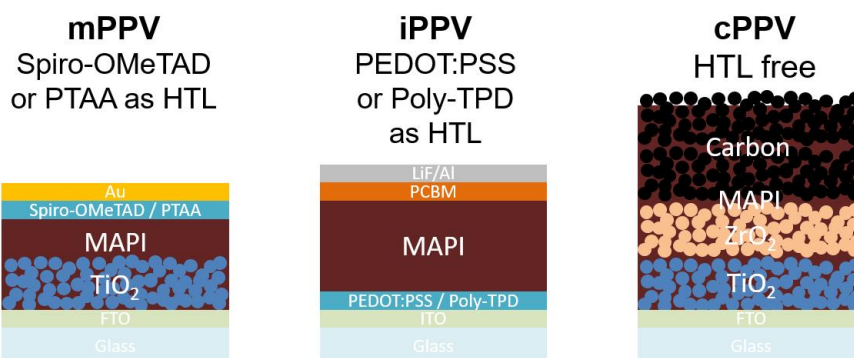 mPPV
Spiro-OMeTAD
or PTAA as HTL
Au
Spiro-OMeTAD / PTAA
MAPI
TiO₂
FTO
Glass
iPPV
PEDOT:PSS
or Poly-TPD
as HTL
LiF/Al
PCBM
MAPI
PEDOT:PSS / Poly-TPD
ITO
Glass
cPPV
HTL free
Carbon
MAPI
ZrO₂
TiO₂
FTO
Glass